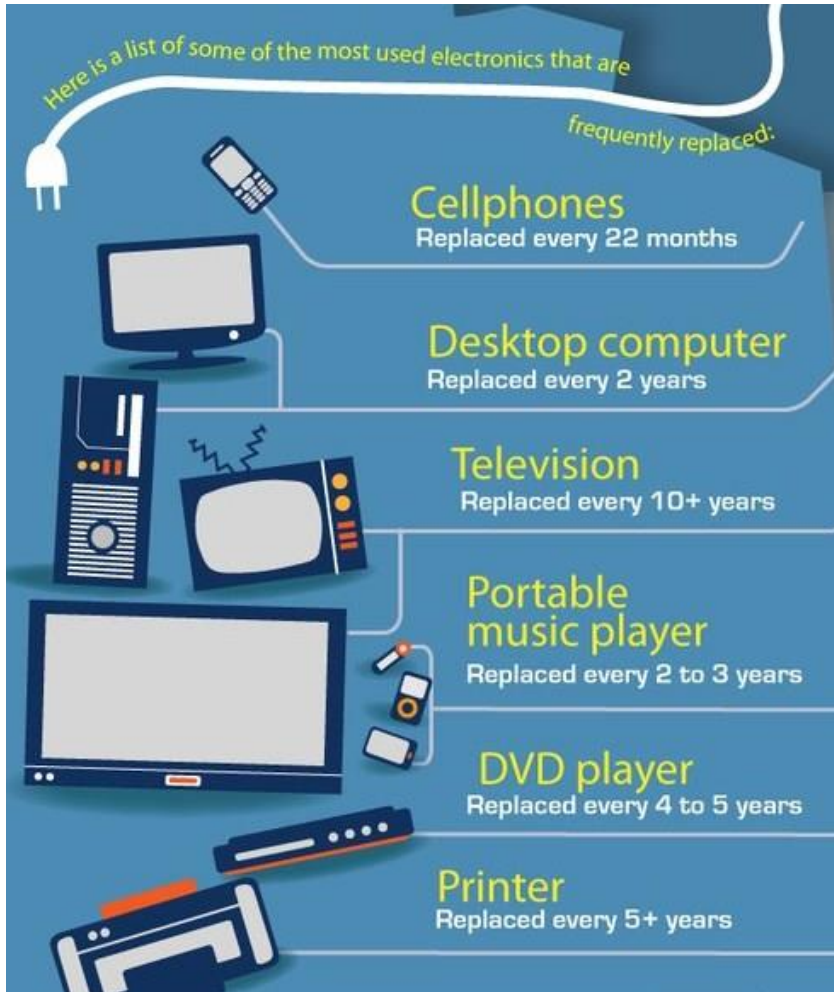 Here is a list of some of the most used electronics that are
frequently replaced:
Cellphones
Replaced every 22 months
Desktop computer
Replaced every 2 years
Television
Replaced every 10+ years
Portable
music player
Replaced every 2 to 3 years
DVD player
Replaced every 4 to 5 years
Printer
Replaced every 5+ years